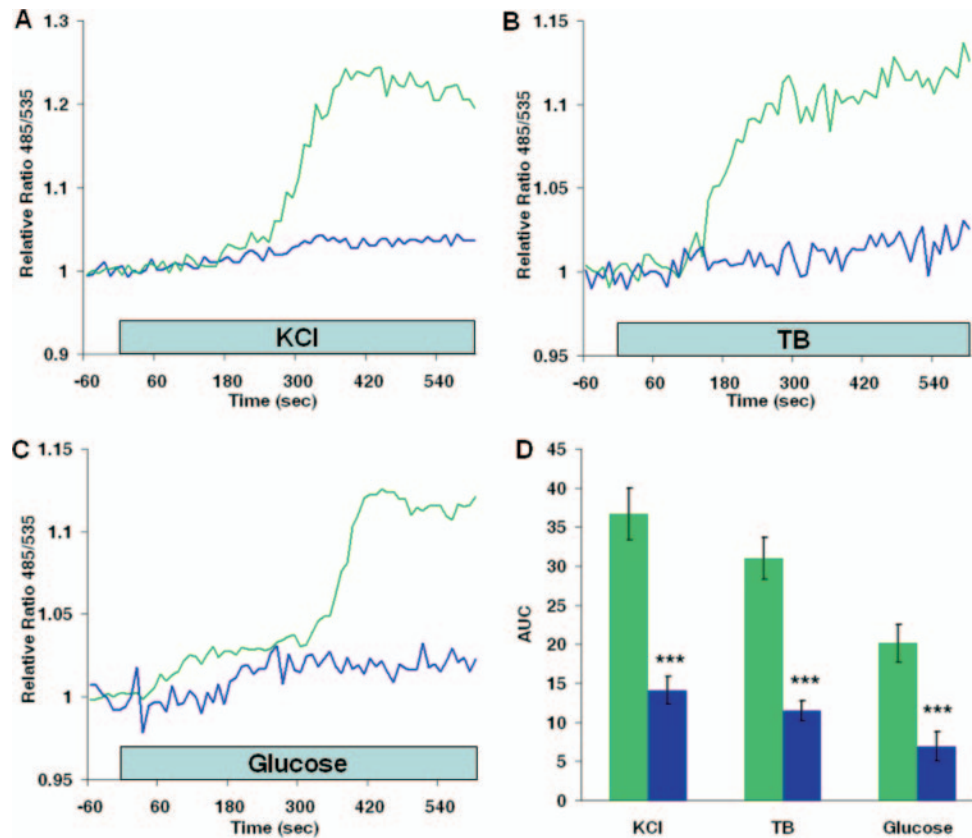 A
1.3
1.2
1.1
1
0.9
Relative Ratio 485/535
KCl
-60 60 180 300 420 540
Time (sec)
B
1.15
1.1
1.05
1
0.95
Relative Ratio 485/535
TB
-60 60 180 300 420 540
Time (sec)
C
1.15
1.1
1.05
1
0.95
Relative Ratio 485/535
Glucose
-60 60 180 300 420 540
Time (sec)
D
45
40
35
30
25
20
15
10
5
0
AUC
***
***
***
KCl TB Glucose